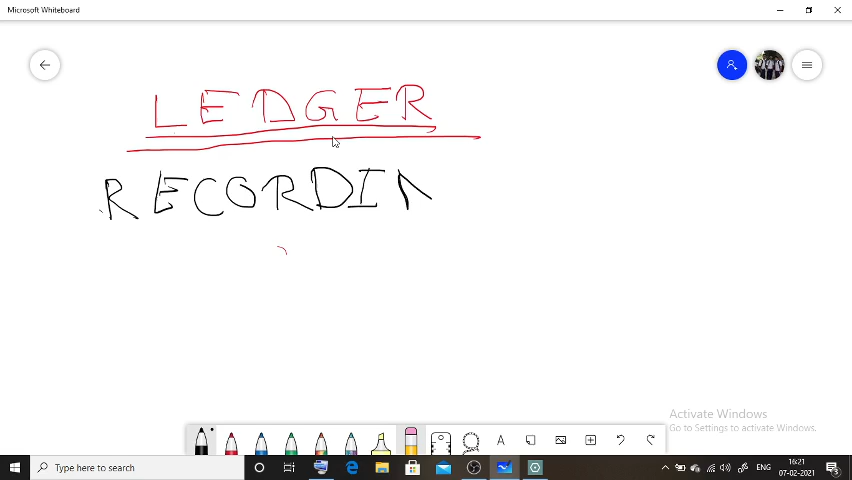 Microsoft Whiteboard
LEDGER
RECORDIN
Activate Windows
Go to Settings to activate Windows.
A
Type here to search
ENG
16:21
07-02-2021
3